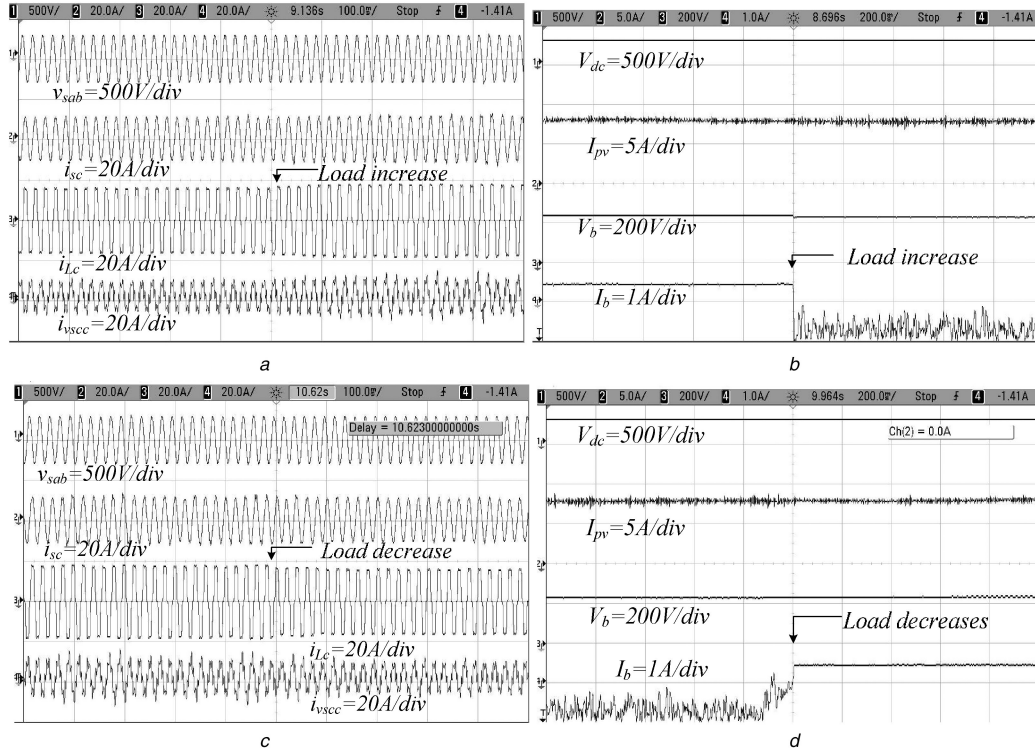 1 500V/ 2 20.0A/ 3 20.0A/ 4 20.0A/ 9.136s 100.0m/ Stop 4 -1.41A
v_sab=500V/div
i_sc=20A/div
Load increase
i_Lc=20A/div
i_vscc=20A/div
a
1 500V/ 2 5.0A/ 3 200V/ 4 1.0A/ 8.696s 200.0m/ Stop 4 -1.41A
V_dc=500V/div
I_pv=5A/div
V_b=200V/div
Load increase
I_b=1A/div
b
1 500V/ 2 20.0A/ 3 20.0A/ 4 20.0A/ 10.62s 100.0m/ Stop 4 -1.41A
Delay = 10.62300000000s
v_sab=500V/div
i_sc=20A/div
Load decrease
i_Lc=20A/div
i_vscc=20A/div
c
1 500V/ 2 5.0A/ 3 200V/ 4 1.0A/ 9.964s 200.0m/ Stop 4 -1.41A
V_dc=500V/div
Ch(2) = 0.0A
I_pv=5A/div
V_b=200V/div
Load decreases
I_b=1A/div
d